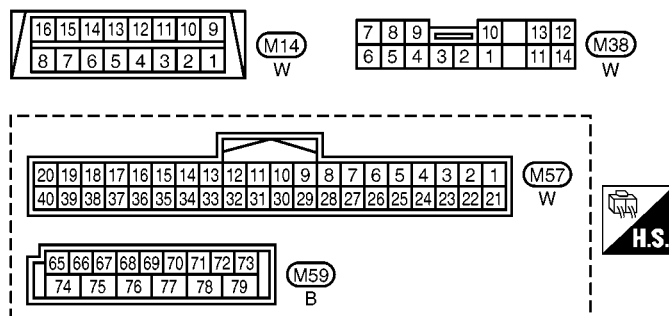 16 15 14 13 12 11 10 9
8 7 6 5 4 3 2 1
M14
W
7 8 9 10 13 12
6 5 4 3 2 1 11 14
M38
W
20 19 18 17 16 15 14 13 12 11 10 9 8 7 6 5 4 3 2 1
40 39 38 37 36 35 34 33 32 31 30 29 28 27 26 25 24 23 22 21
M57
W
H.S.
65 66 67 68 69 70 71 72 73
74 75 76 77 78 79
M59
B